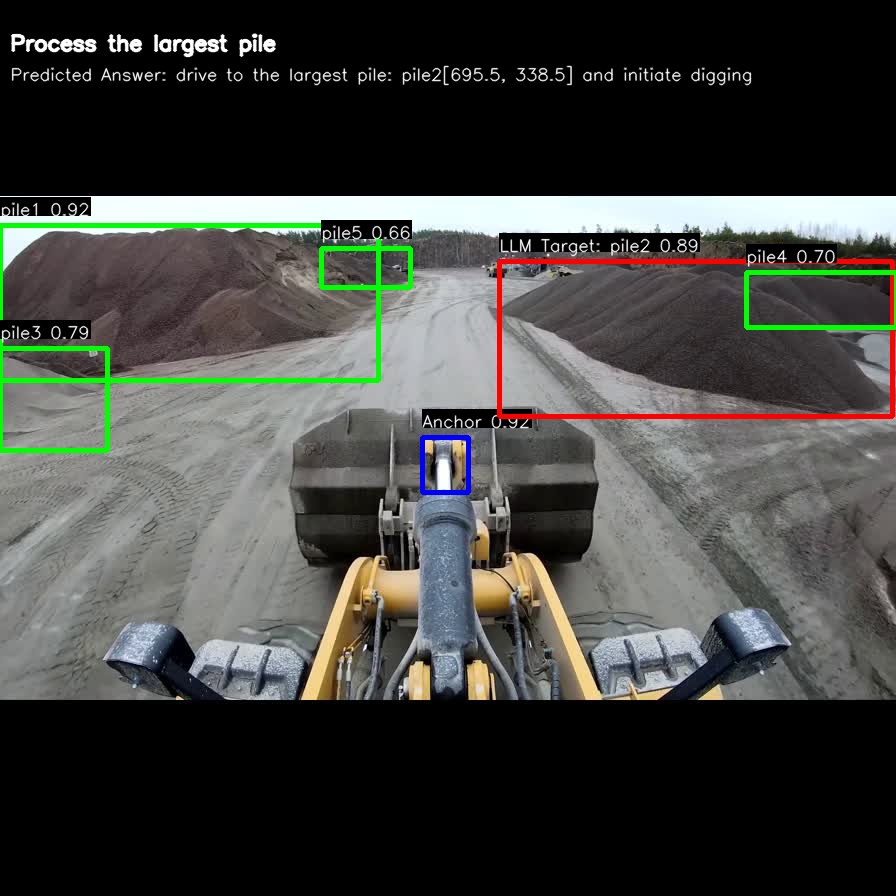 Process the largest pile
Predicted Answer: drive to the largest pile: pile2[695.5, 338.5] and initiate digging
pile1 0.92
pile5 0.66
LLM Target: pile2 0.89
pile4 0.70
pile3 0.79
Anchor 0.92